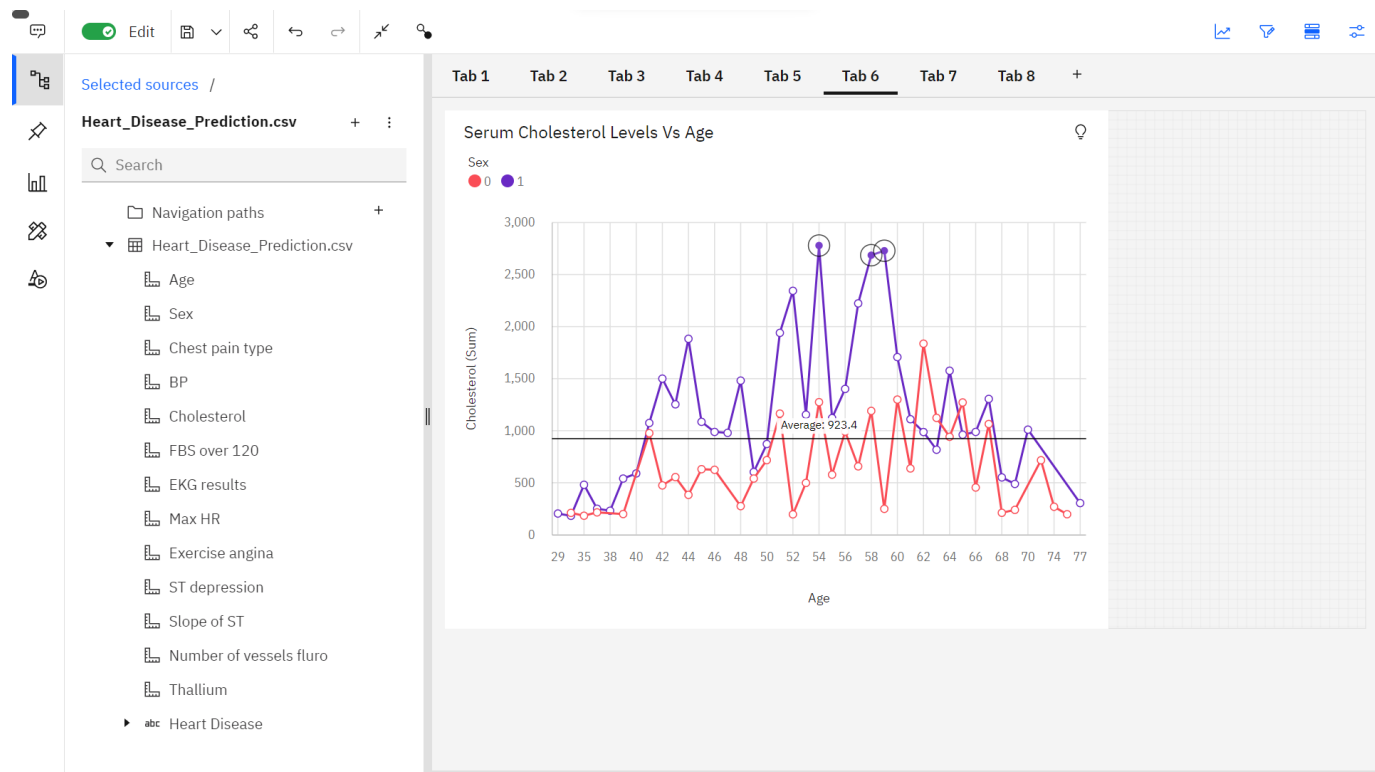 Edit
Tab 1 Tab 2 Tab 3 Tab 4 Tab 5 Tab 6 Tab 7 Tab 8 +
Selected sources /
Heart_Disease_Prediction.csv
Search
Navigation paths
Heart_Disease_Prediction.csv
Age
Sex
Chest pain type
BP
Cholesterol
FBS over 120
EKG results
Max HR
Exercise angina
ST depression
Slope of ST
Number of vessels fluro
Thallium
abc Heart Disease
Serum Cholesterol Levels Vs Age
Sex
0 1
Cholesterol (Sum)
3,000
2,500
2,000
1,500
1,000
500
0
Average: 923.4
29 35 38 40 42 44 46 48 50 52 54 56 58 60 62 64 66 68 70 74 77
Age